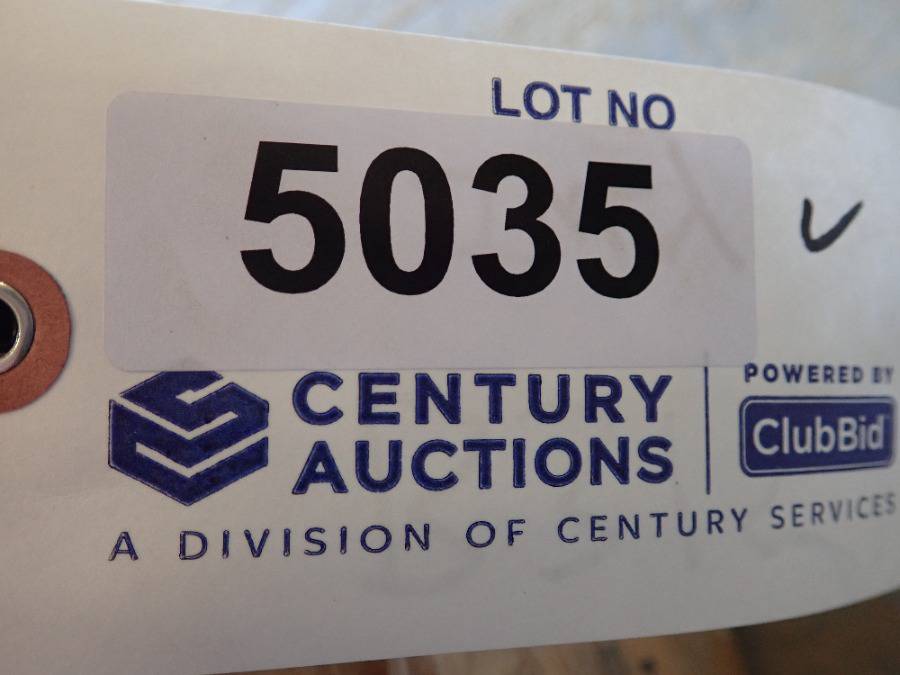 LOT NO
5035
CENTURY
AUCTIONS
POWERED BY
ClubBid
A DIVISION OF CENTURY SERVICES